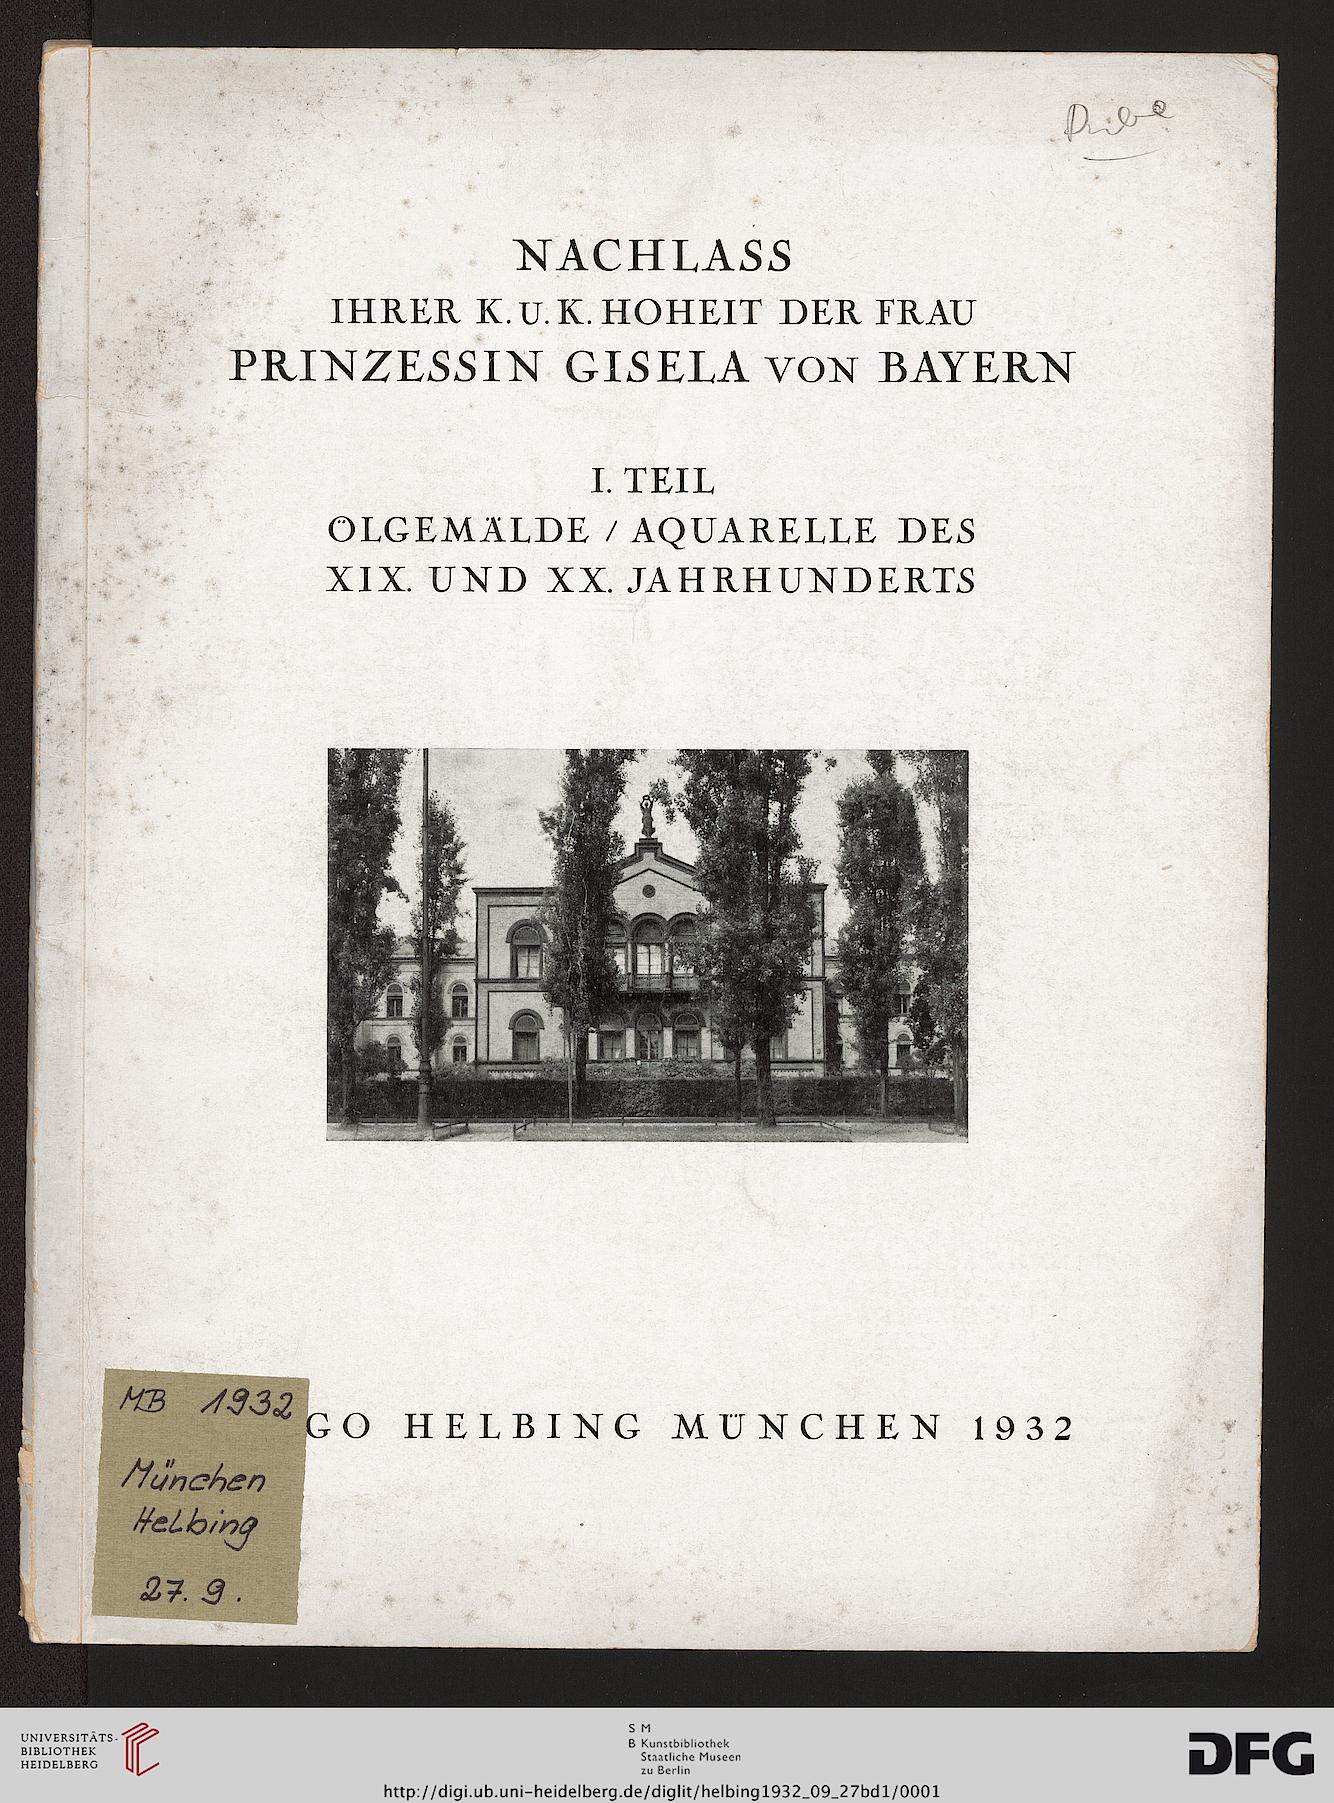 NACHLASS
IHRER K. U. K. HOHEIT DER FRAU
PRINZESSIN GISELA VON BAYERN
I. TEIL
ÖLGEMÄLDE / AQUARELLE DES
XIX. UND XX. JAHRHUNDERTS
GO HELBING MÜNCHEN 1932
MB 1932
München
Helbing
27. 9.
UNIVERSITÄTS-
BIBLIOTHEK
HEIDELBERG
S M
B Kunstbibliothek
Staatliche Museen
zu Berlin
DFG
http://digi.ub.uni-heidelberg.de/diglit/helbing1932_09_27bd1/0001